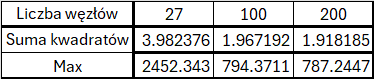 Liczba węzłów 27 100 200
Suma kwadratów 3.982376 1.967192 1.918185
Max 2452.343 794.3711 787.2447